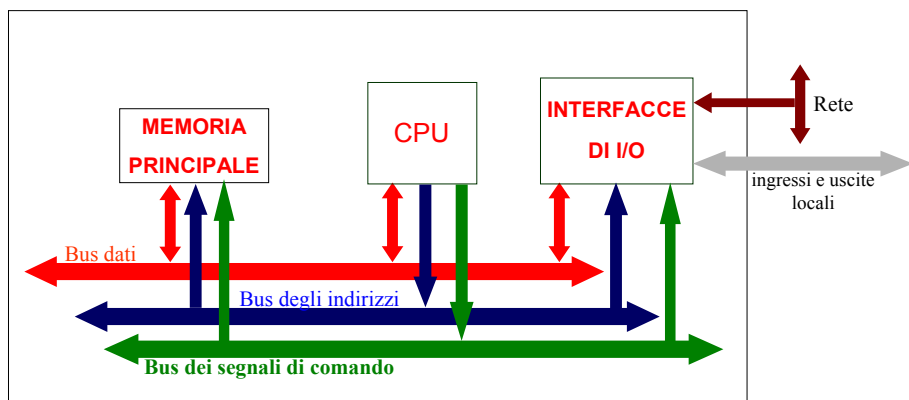 MEMORIA
PRINCIPALE
CPU
INTERFACCE
DI I/O
Rete
ingressi e uscite
locali
Bus dati
Bus degli indirizzi
Bus dei segnali di comando